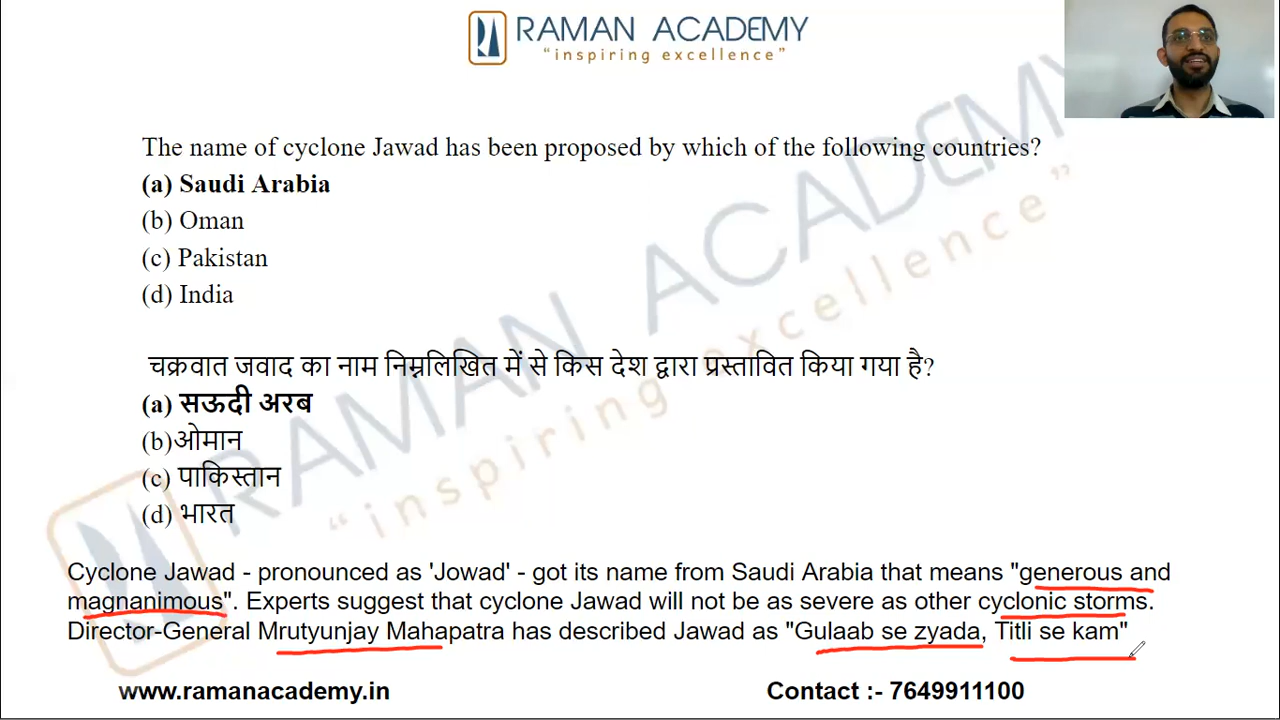 RAMAN ACADEMY
“inspiring excellence”
The name of cyclone Jawad has been proposed by which of the following countries?
(a) Saudi Arabia
(b) Oman
(c) Pakistan
(d) India
चक्रवात जवाद का नाम निम्नलिखित में से किस देश द्वारा प्रस्तावित किया गया है?
(a) सऊदी अरब
(b)ओमान
(c) पाकिस्तान
(d) भारत
RAMAN ACADEMY
“inspiring excellence”
Cyclone Jawad - pronounced as 'Jowad' - got its name from Saudi Arabia that means "generous and
magnanimous". Experts suggest that cyclone Jawad will not be as severe as other cyclonic storms.
Director-General Mrutyunjay Mahapatra has described Jawad as "Gulaab se zyada, Titli se kam"
www.ramanacademy.in
Contact :- 7649911100